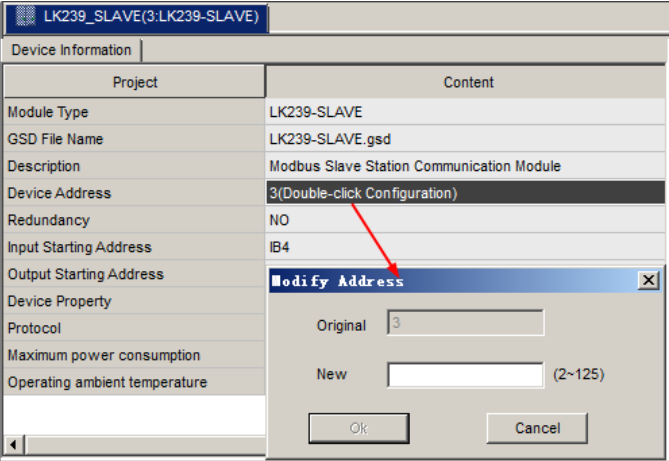 LK239_SLAVE(3:LK239-SLAVE)
Device Information
Project Content
Module Type LK239-SLAVE
GSD File Name LK239-SLAVE.gsd
Description Modbus Slave Station Communication Module
Device Address 3(Double-click Configuration)
Redundancy NO
Input Starting Address IB4
Output Starting Address
Device Property
Protocol
Maximum power consumption
Operating ambient temperature
Modify Address
Original 3
New (2~125)
Ok Cancel